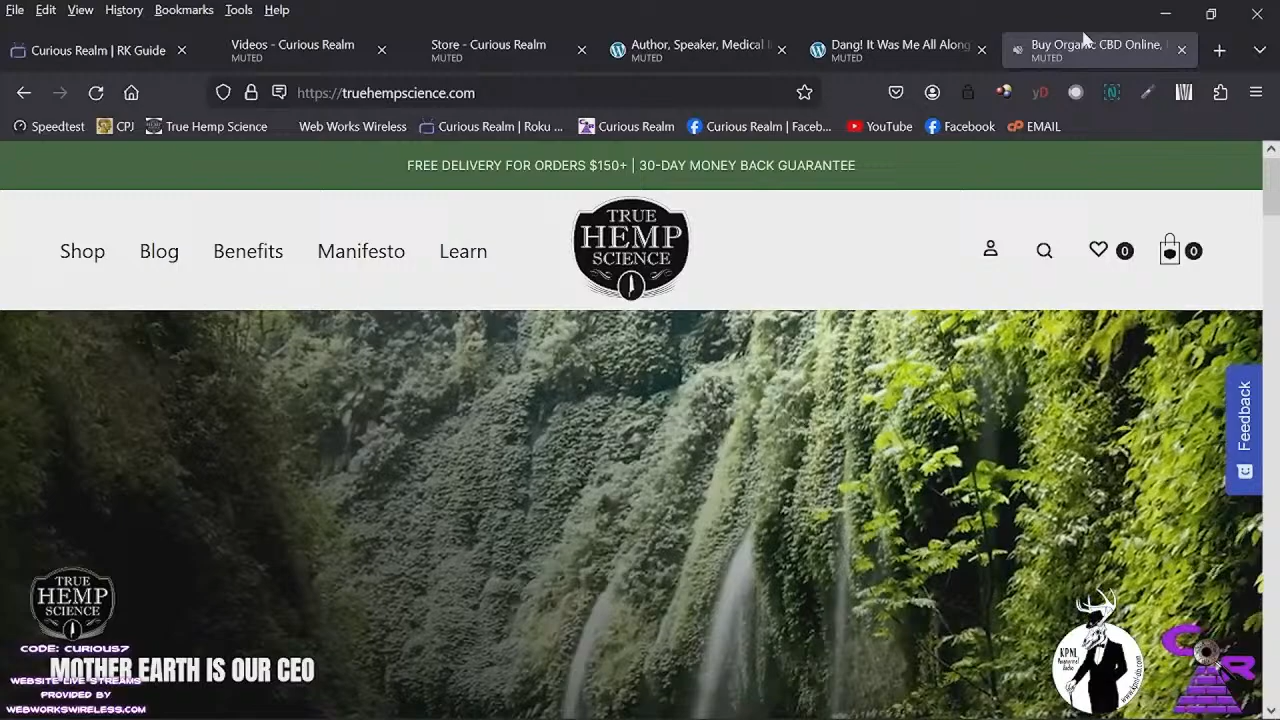 File Edit View History Bookmarks Tools Help
Curious Realm | RK Guide
Videos - Curious Realm
MUTED
Store - Curious Realm
MUTED
Author, Speaker, Medical I
MUTED
Dang! It Was Me All Along
MUTED
Buy Organic CBD Online,
MUTED
https://truehempscience.com
yD
N
Speedtest CPJ True Hemp Science Web Works Wireless Curious Realm | Roku ... Curious Realm Curious Realm | Faceb... YouTube Facebook EMAIL
FREE DELIVERY FOR ORDERS $150+ | 30-DAY MONEY BACK GUARANTEE
Shop Blog Benefits Manifesto Learn
TRUE
HEMP
SCIENCE
0 0
Feedback
TRUE
HEMP
SCIENCE
CODE: CURIOUS7
MOTHER EARTH IS OUR CEO
WEBSITE LIVE STREAMS
PROVIDED BY
WEBWORKSWIRELESS.COM
KPNL
Paranormal
Radio
C R